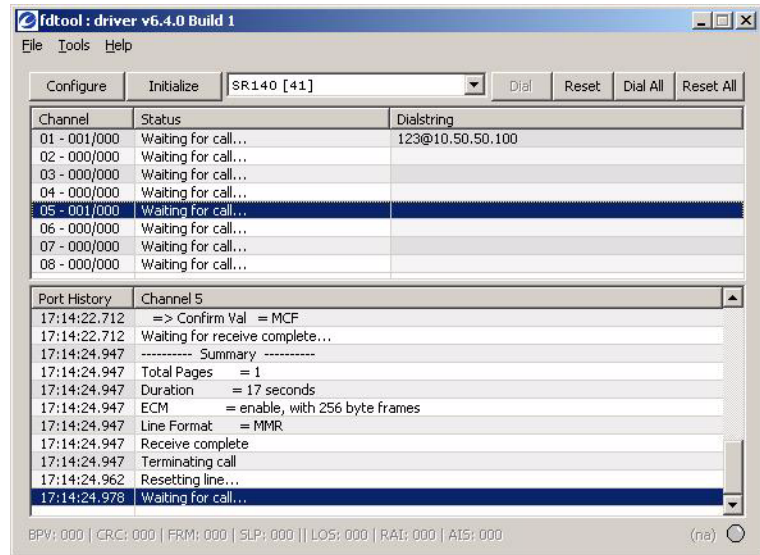 fdtool : driver v6.4.0 Build 1
File Tools Help
Configure Initialize SR140 [41] Dial Reset Dial All Reset All
Channel Status Dialstring
01 - 001/000 Waiting for call... 123@10.50.50.100
02 - 000/000 Waiting for call...
03 - 000/000 Waiting for call...
04 - 000/000 Waiting for call...
05 - 001/000 Waiting for call...
06 - 000/000 Waiting for call...
07 - 000/000 Waiting for call...
08 - 000/000 Waiting for call...
Port History Channel 5
17:14:22.712 => Confirm Val = MCF
17:14:22.712 Waiting for receive complete...
17:14:24.947 ---------- Summary ----------
17:14:24.947 Total Pages = 1
17:14:24.947 Duration = 17 seconds
17:14:24.947 ECM = enable, with 256 byte frames
17:14:24.947 Line Format = MMR
17:14:24.947 Receive complete
17:14:24.947 Terminating call
17:14:24.962 Resetting line...
17:14:24.978 Waiting for call...
BPV: 000 | CRC: 000 | FRM: 000 | SLP: 000 || LOS: 000 | RAI: 000 | AIS: 000 (na)